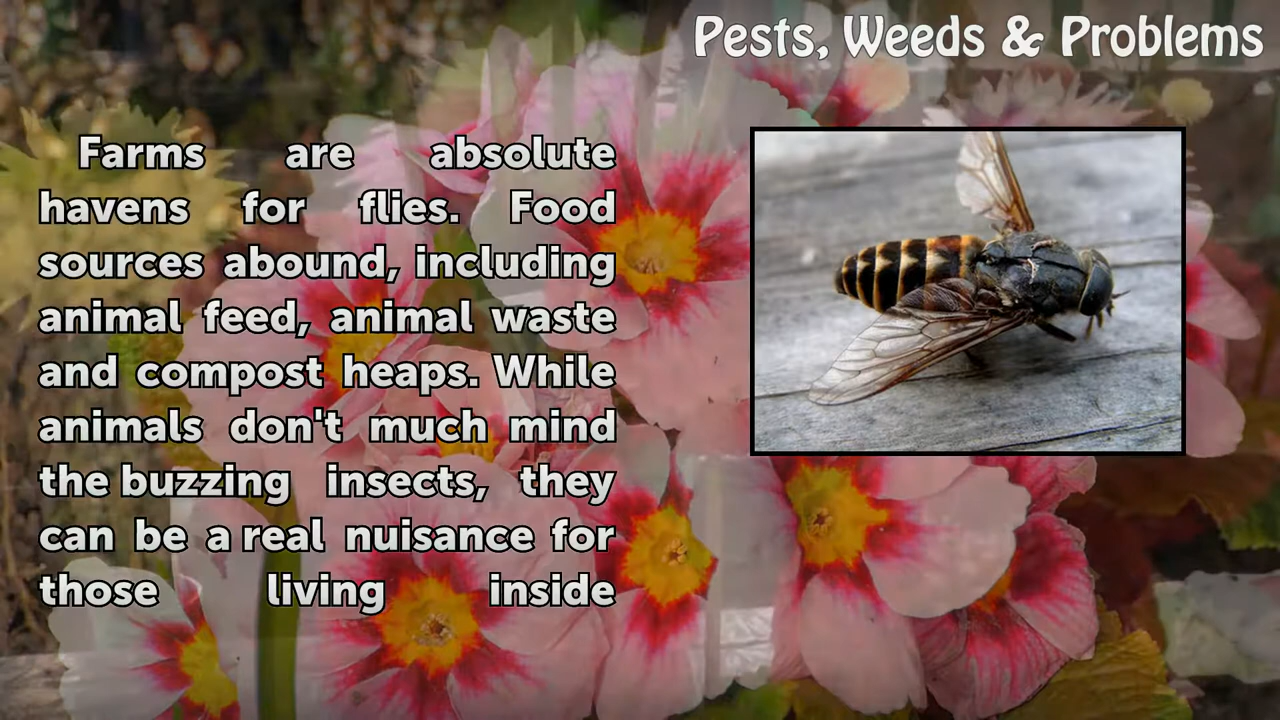 Pests, Weeds & Problems
Farms are absolute
havens for flies. Food
sources abound, including
animal feed, animal waste
and compost heaps. While
animals don't much mind
the buzzing insects, they
can be a real nuisance for
those living inside